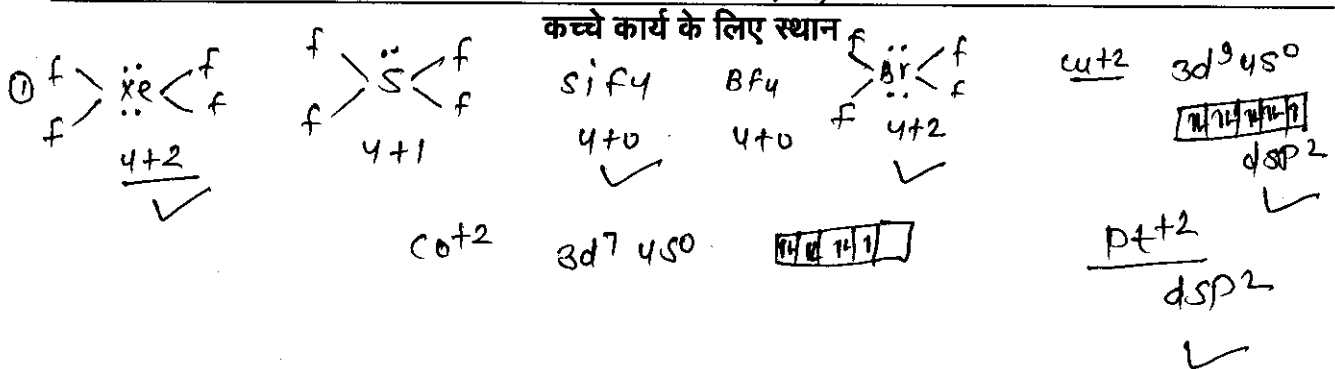 कच्चे कार्य के लिए स्थान
① f f Xe f f
4+2
f f S f f
4+1
Sif4
4+0
Bf4
4+0
f f Br f f
4+2
Cu+2 3d9 4s0
dsp2
Co+2 3d7 4s0
Pt+2
dsp2